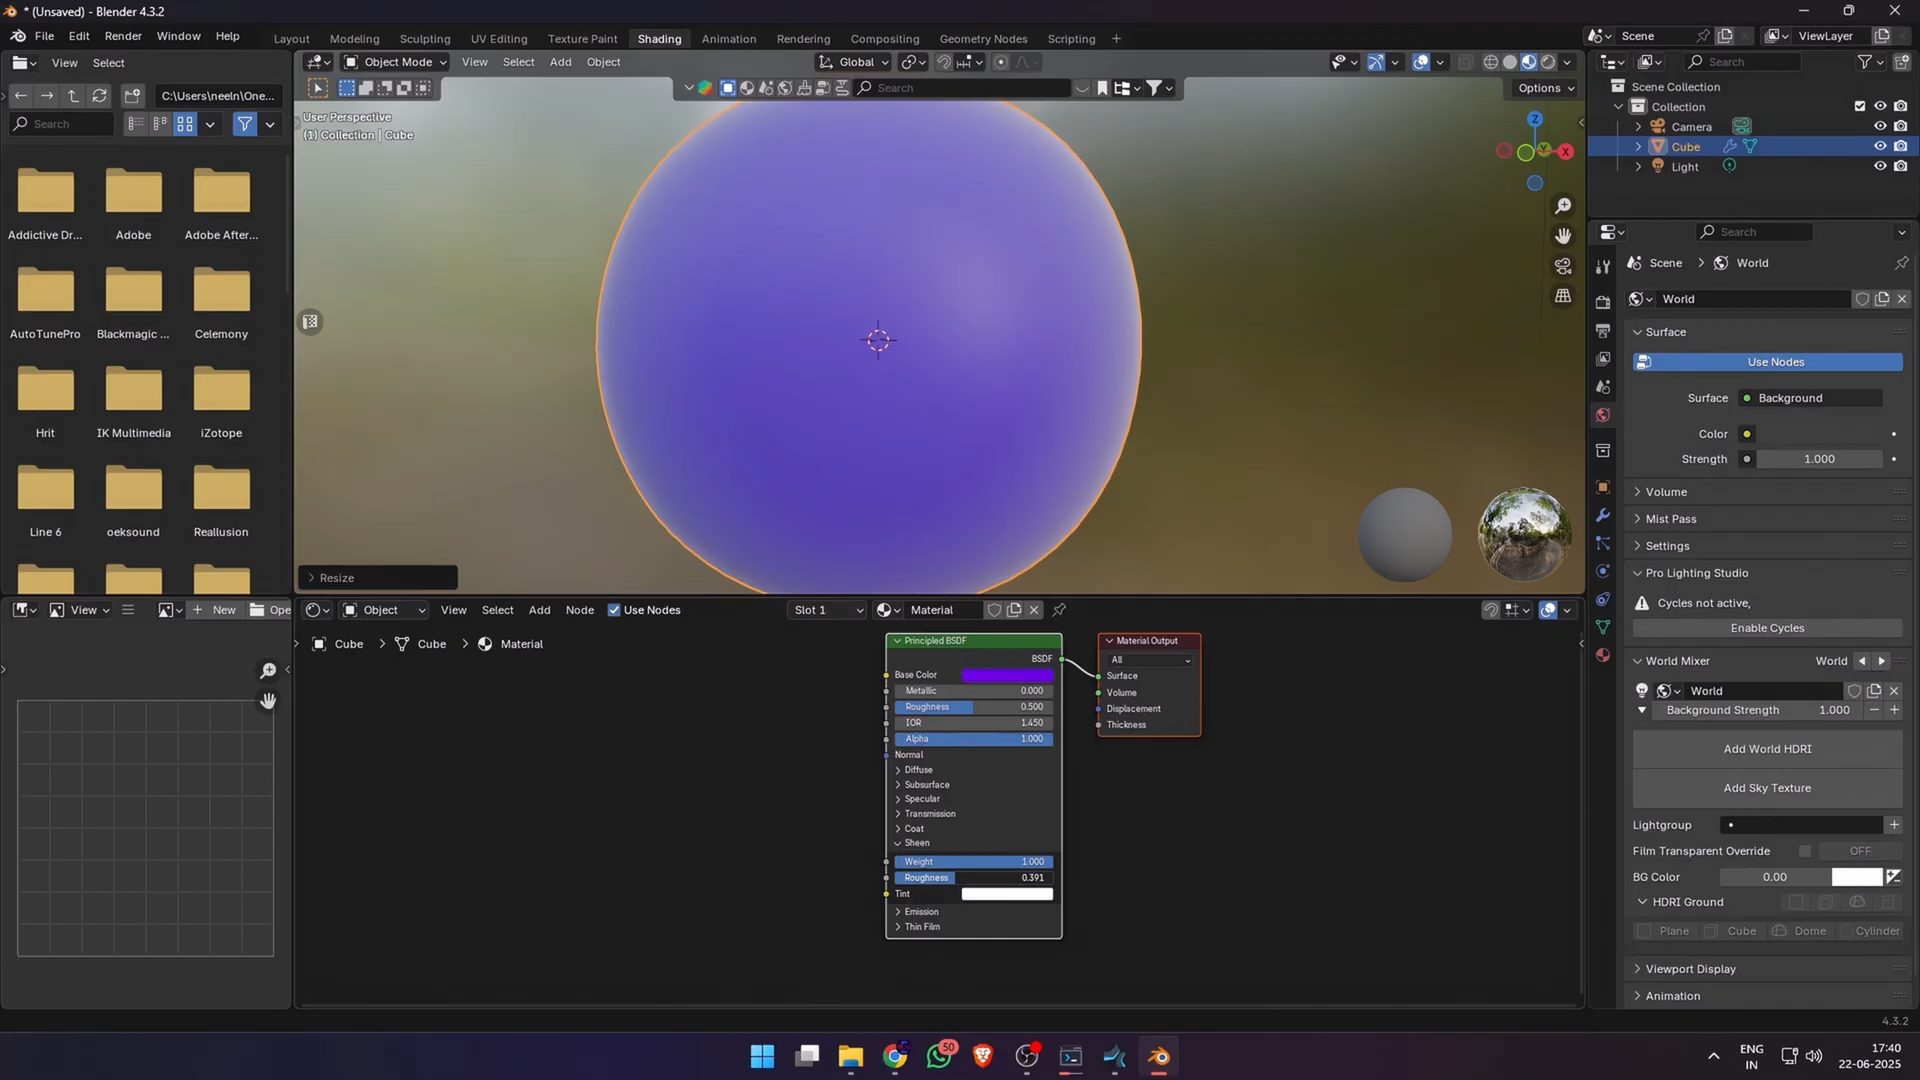 * (Unsaved) - Blender 4.3.2
File Edit Render Window Help
Layout Modeling Sculpting UV Editing Texture Paint Shading Animation Rendering Compositing Geometry Nodes Scripting +
Scene
ViewLayer
View Select
C:\Users\neeln\One...
Search
Addictive Dr... Adobe Adobe After...
AutoTunePro Blackmagic ... Celemony
Hrit IK Multimedia iZotope
Line 6 oeksound Reallusion
Object Mode View Select Add Object
Global
Search
Options
User Perspective
(1) Collection | Cube
Z
Y
X
Resize
Search
Scene Collection
Collection
Camera
Cube
Light
Search
Scene > World
World
Surface
Use Nodes
Surface Background
Color
Strength 1.000
Volume
Mist Pass
Settings
Pro Lighting Studio
Cycles not active,
Enable Cycles
World Mixer World
World
Background Strength 1.000
Add World HDRI
Add Sky Texture
Lightgroup
Film Transparent Override OFF
BG Color 0.00
HDRI Ground
Plane Cube Dome Cylinder
Viewport Display
Animation
4.3.2
View + New Ope
Object View Select Add Node Use Nodes
Slot 1
Material
Cube > Cube > Material
Principled BSDF
BSDF
Base Color
Metallic 0.000
Roughness 0.500
IOR 1.450
Alpha 1.000
Normal
Diffuse
Subsurface
Specular
Transmission
Coat
Sheen
Weight 1.000
Roughness 0.391
Tint
Emission
Thin Film
Material Output
All
Surface
Volume
Displacement
Thickness
50
ENG
IN
17:40
22-06-2025